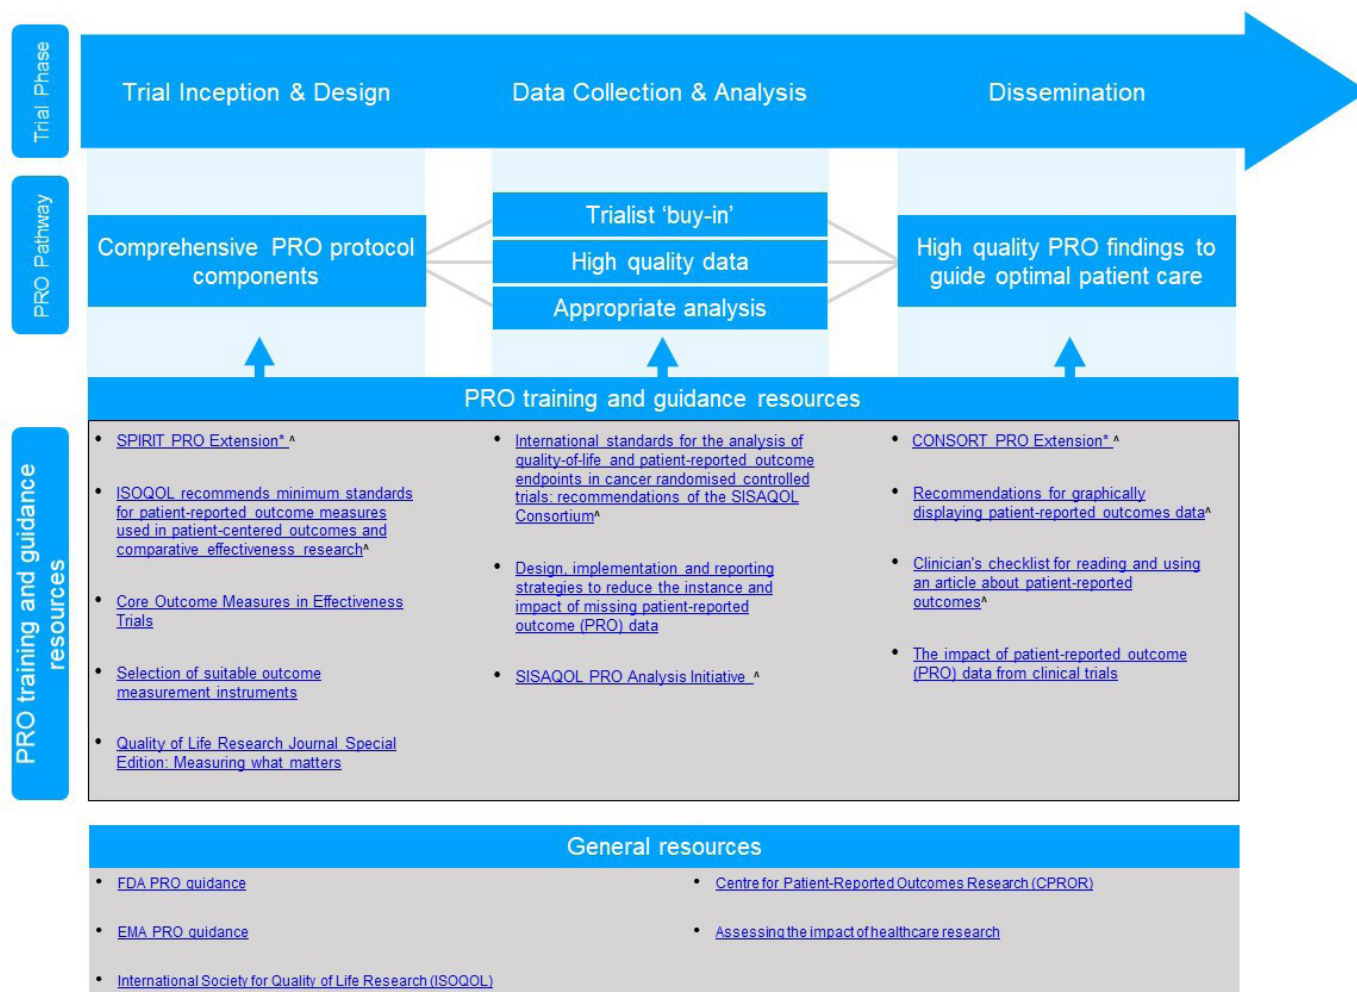 Trial Phase
Trial Inception & Design
Data Collection & Analysis
Dissemination
PRO Pathway
Comprehensive PRO protocol
components
Trialist ‘buy-in’
High quality data
Appropriate analysis
High quality PRO findings to
guide optimal patient care
PRO training and guidance
resources
PRO training and guidance resources
• SPIRIT PRO Extension* ^
• ISOQOL recommends minimum standards
for patient-reported outcome measures
used in patient-centered outcomes and
comparative effectiveness research^
• Core Outcome Measures in Effectiveness
Trials
• Selection of suitable outcome
measurement instruments
• Quality of Life Research Journal Special
Edition: Measuring what matters
• International standards for the analysis of
quality-of-life and patient-reported outcome
endpoints in cancer randomised controlled
trials: recommendations of the SISAQOL
Consortium^
• Design, implementation and reporting
strategies to reduce the instance and
impact of missing patient-reported
outcome (PRO) data
• SISAQOL PRO Analysis Initiative ^
• CONSORT PRO Extension* ^
• Recommendations for graphically
displaying patient-reported outcomes data^
• Clinician's checklist for reading and using
an article about patient-reported
outcomes^
• The impact of patient-reported outcome
(PRO) data from clinical trials
General resources
• FDA PRO guidance
• EMA PRO guidance
• International Society for Quality of Life Research (ISOQOL)
• Centre for Patient-Reported Outcomes Research (CPROR)
• Assessing the impact of healthcare research